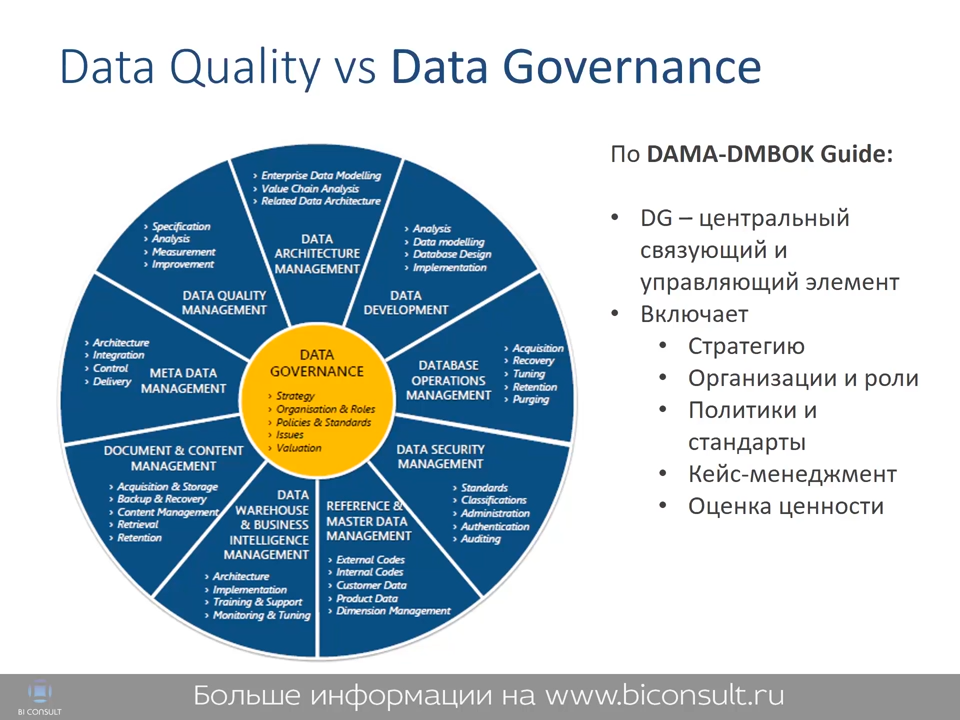 Data Quality vs Data Governance
По DAMA-DMBOK Guide:
• DG – центральный
связующий и
управляющий элемент
• Включает
• Стратегию
• Организации и роли
• Политики и
стандарты
• Кейс-менеджмент
• Оценка ценности
› Enterprise Data Modelling
› Value Chain Analysis
› Related Data Architecture
DATA
ARCHITECTURE
MANAGEMENT
› Analysis
› Data modelling
› Database Design
› Implementation
DATA
DEVELOPMENT
› Acquisition
› Recovery
› Tuning
› Retention
› Purging
DATABASE
OPERATIONS
MANAGEMENT
DATA SECURITY
MANAGEMENT
› Standards
› Classifications
› Administration
› Authentication
› Auditing
REFERENCE &
MASTER DATA
MANAGEMENT
› External Codes
› Internal Codes
› Customer Data
› Product Data
› Dimension Management
DATA
WAREHOUSE
& BUSINESS
INTELLIGENCE
MANAGEMENT
› Architecture
› Implementation
› Training & Support
› Monitoring & Tuning
DOCUMENT & CONTENT
MANAGEMENT
› Acquisition & Storage
› Backup & Recovery
› Content Management
› Retrieval
› Retention
› Architecture
› Integration
› Control
› Delivery
META DATA
MANAGEMENT
› Specification
› Analysis
› Measurement
› Improvement
DATA QUALITY
MANAGEMENT
DATA
GOVERNANCE
› Strategy
› Organisation & Roles
› Policies & Standards
› Issues
› Valuation
BI CONSULT
Больше информации на www.biconsult.ru